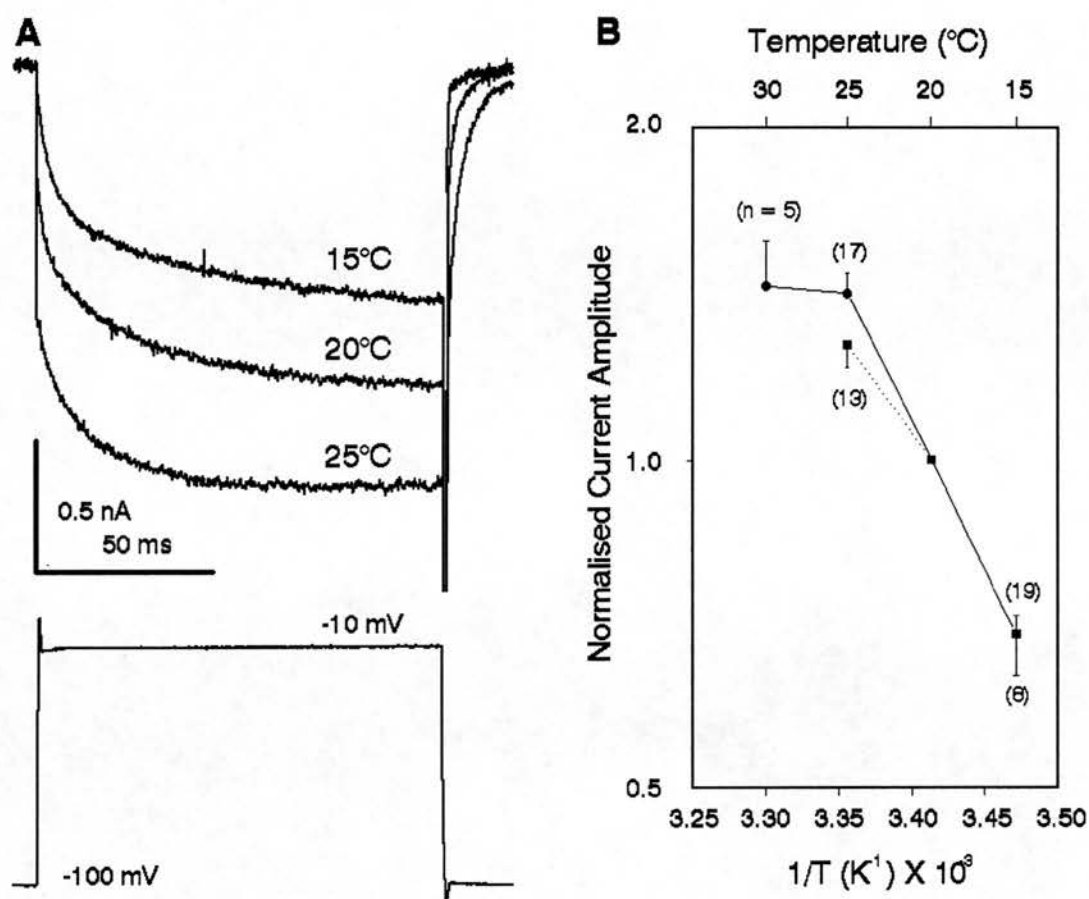 A
15°C
20°C
25°C
0.5 nA
50 ms
-10 mV
-100 mV
B
Temperature (°C)
30 25 20 15
2.0
1.0
0.5
Normalised Current Amplitude
(n = 5)
(17)
(13)
(19)
(8)
3.25 3.30 3.35 3.40 3.45 3.50
1/T (K¹) X 10³